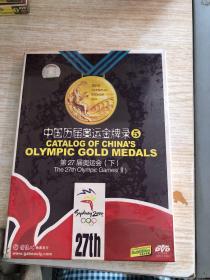 中国历届奥运金牌录⑤
CATALOG OF CHINA'S
OLYMPIC GOLD MEDALS
第27届奥运会（下）
(The 27th Olympic Games Ⅱ)
Sydney 2000
27th